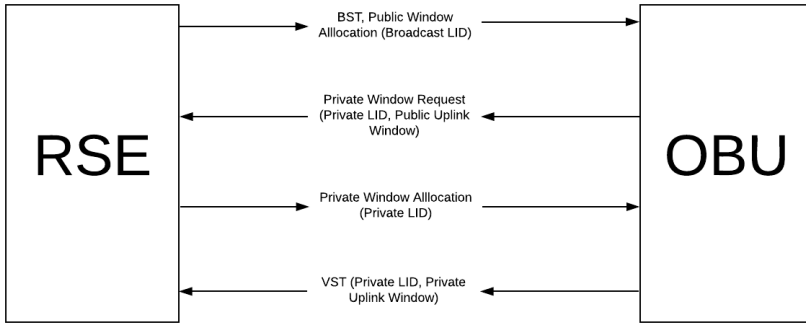 BST, Public Window
Alllocation (Broadcast LID)
Private Window Request
(Private LID, Public Uplink
Window)
RSE
OBU
Private Window Alllocation
(Private LID)
VST (Private LID, Private
Uplink Window)